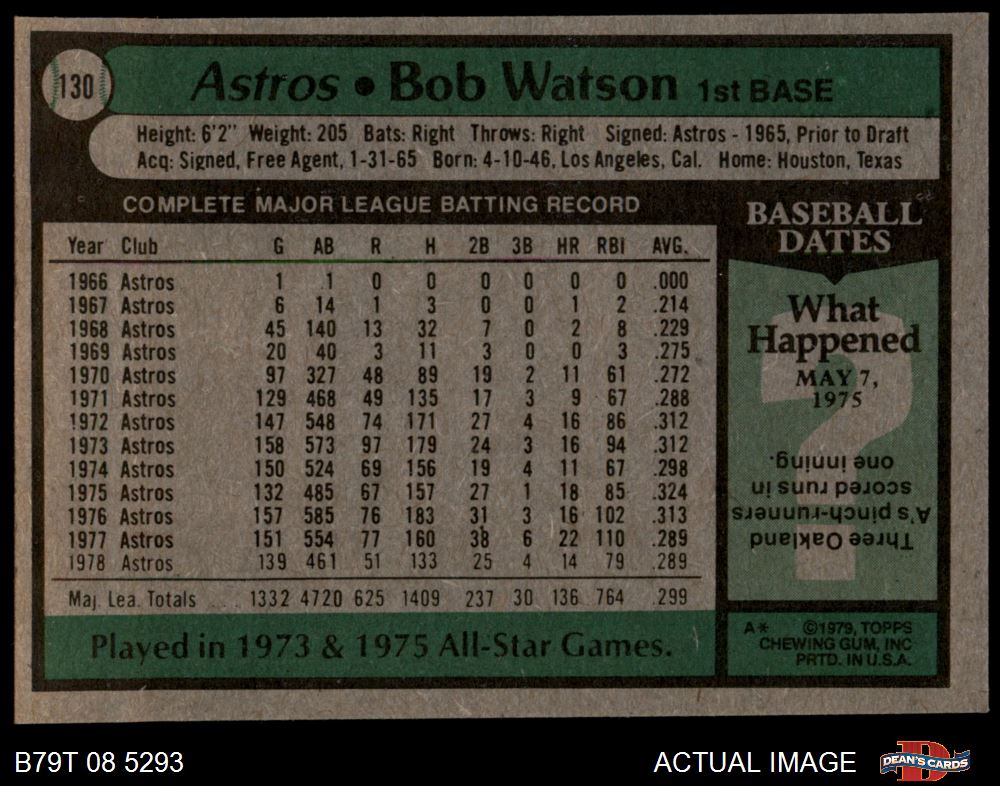 130
Astros • Bob Watson 1st BASE
Height: 6'2" Weight: 205 Bats: Right Throws: Right Signed: Astros - 1965, Prior to Draft
Acq: Signed, Free Agent, 1-31-65 Born: 4-10-46, Los Angeles, Cal. Home: Houston, Texas
COMPLETE MAJOR LEAGUE BATTING RECORD
Year Club G AB R H 2B 3B HR RBI AVG.
1966 Astros 1 1 0 0 0 0 0 0 .000
1967 Astros 6 14 1 3 0 0 1 2 .214
1968 Astros 45 140 13 32 7 0 2 8 .229
1969 Astros 20 40 3 11 3 0 0 3 .275
1970 Astros 97 327 48 89 19 2 11 61 .272
1971 Astros 129 468 49 135 17 3 9 67 .288
1972 Astros 147 548 74 171 27 4 16 86 .312
1973 Astros 158 573 97 179 24 3 16 94 .312
1974 Astros 150 524 69 156 19 4 11 67 .298
1975 Astros 132 485 67 157 27 1 18 85 .324
1976 Astros 157 585 76 183 31 3 16 102 .313
1977 Astros 151 554 77 160 38 6 22 110 .289
1978 Astros 139 461 51 133 25 4 14 79 .289
Maj. Lea. Totals .... 1332 4720 625 1409 237 30 136 764 .299
Played in 1973 & 1975 All-Star Games.
BASEBALL
DATES
What
Happened
MAY 7,
1975
?
Three Oakland
A's pinch-runners
scored runs in
one inning.
A* ©1979, TOPPS
CHEWING GUM, INC
PRTD. IN U.S.A.
B79T 08 5293
ACTUAL IMAGE
D
DEAN'S CARDS